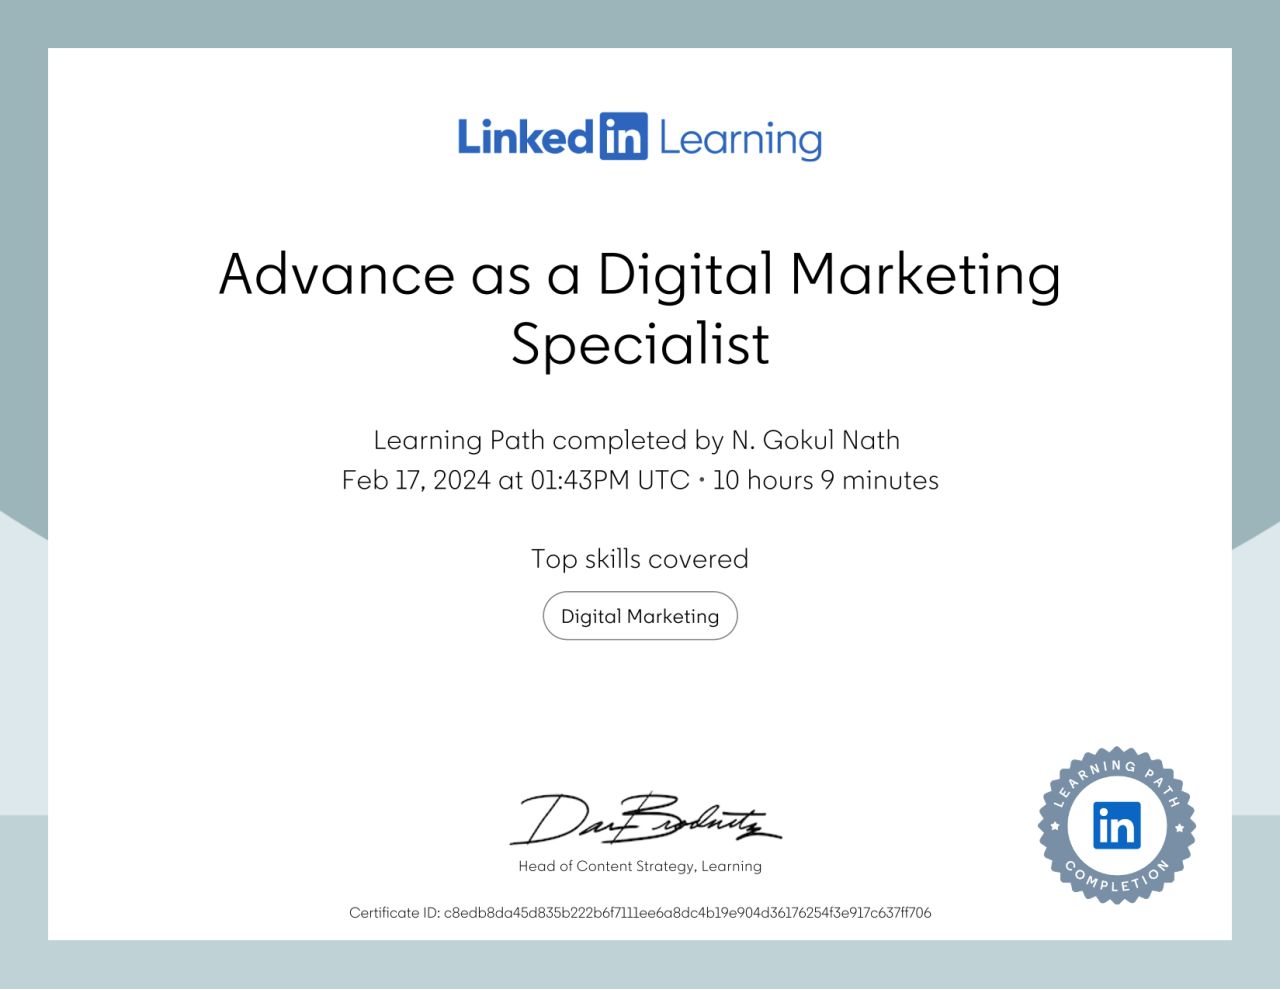 Linked in Learning
Advance as a Digital Marketing
Specialist
Learning Path completed by N. Gokul Nath
Feb 17, 2024 at 01:43PM UTC • 10 hours 9 minutes
Top skills covered
Digital Marketing
Dan Brodnitz
Head of Content Strategy, Learning
LEARNING PATH
in
COMPLETION
Certificate ID: c8edb8da45d835b222b6f7111ee6a8dc4b19e904d36176254f3e917c637ff706